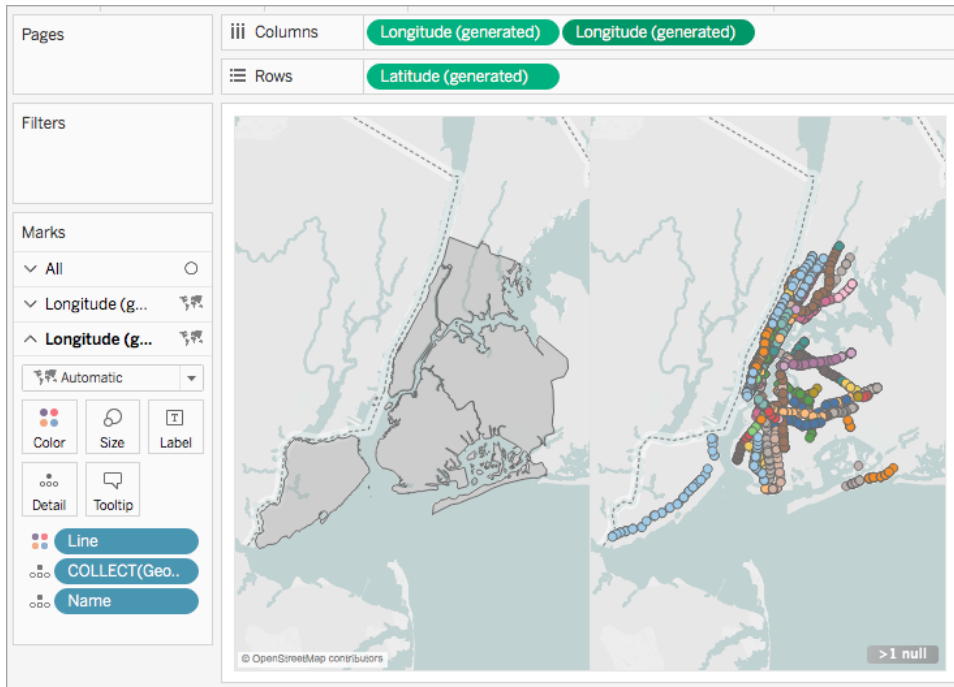 Pages
iii Columns Longitude (generated) Longitude (generated)
Rows Latitude (generated)
Filters
Marks
All
Longitude (g...
Longitude (g...
Automatic
Color Size Label
Detail Tooltip
Line
COLLECT(Geo..
Name
© OpenStreetMap contributors
>1 null